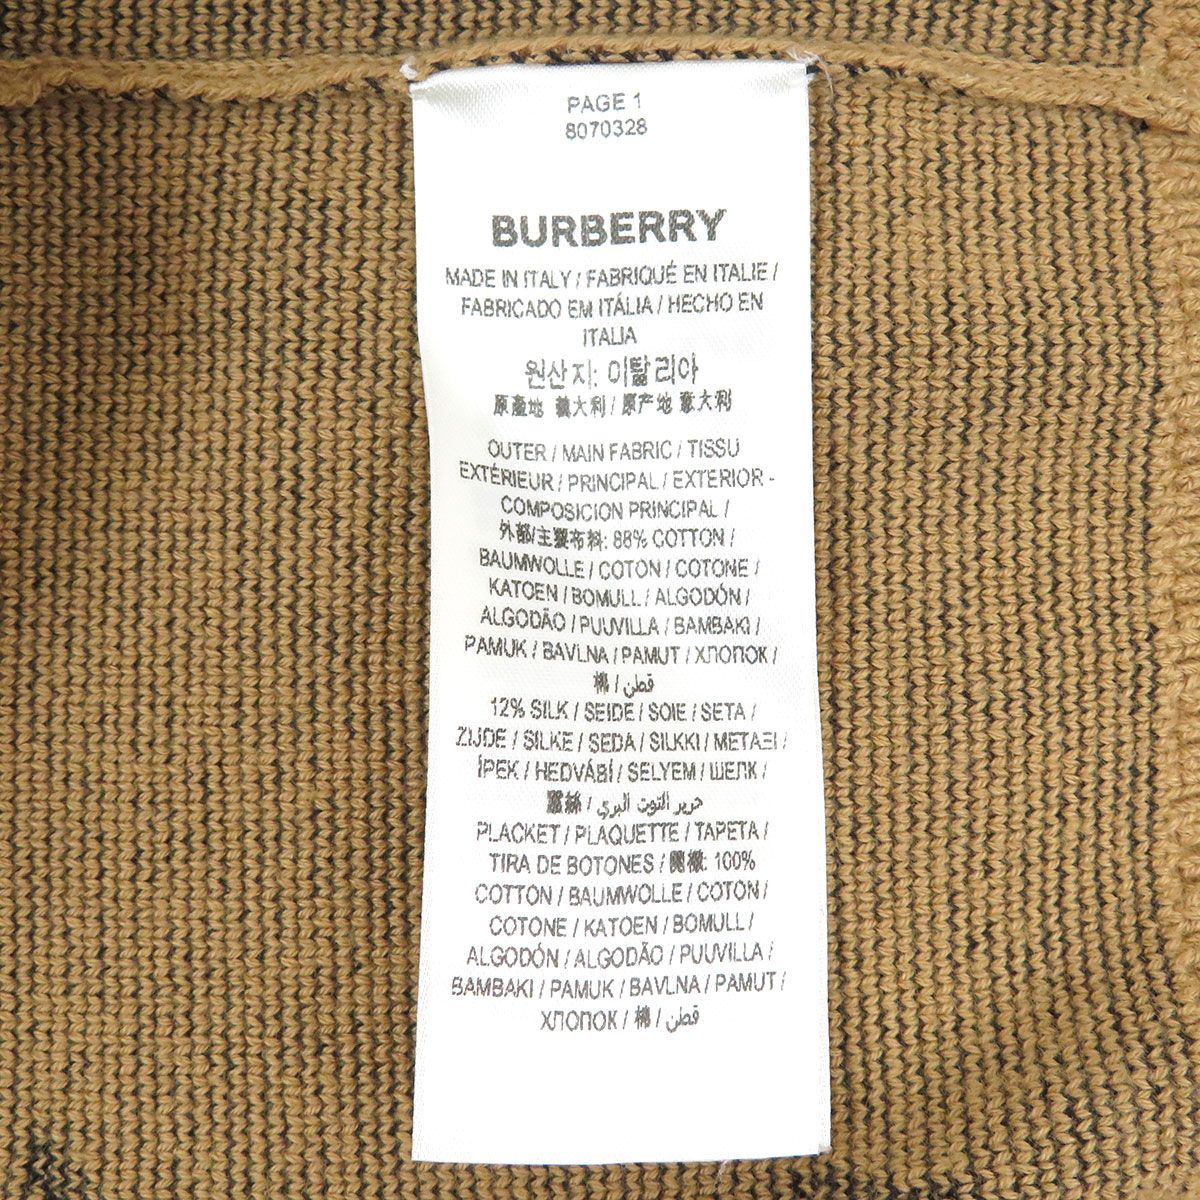 PAGE 1
8070328
BURBERRY
MADE IN ITALY / FABRIQUÉ EN ITALIE /
FABRICADO EM ITÁLIA / HECHO EN
ITALIA
원산지: 이탈리아
原產地 義大利 / 原产地 意大利
OUTER / MAIN FABRIC / TISSU
EXTÉRIEUR / PRINCIPAL / EXTERIOR -
COMPOSICION PRINCIPAL /
外部/主要布料: 88% COTTON /
BAUMWOLLE / COTON / COTONE /
KATOEN / BOMULL / ALGODÓN /
ALGODÃO / PUUVILLA / BAMBAKI /
PAMUK / BAVLNA / PAMUT / ХЛОПОК /
棉 / قطن
12% SILK / SEIDE / SOIE / SETA /
ZIJDE / SILKE / SEDA / SILKKI / ΜΕΤΑΞΙ /
İPEK / HEDVÁBÍ / SELYEM / ШЕЛК /
蠶絲 / حرير التوت البري
PLACKET / PLAQUETTE / TAPETA /
TIRA DE BOTONES / 開襟: 100%
COTTON / BAUMWOLLE / COTON /
COTONE / KATOEN / BOMULL /
ALGODÓN / ALGODÃO / PUUVILLA /
BAMBAKI / PAMUK / BAVLNA / PAMUT /
ХЛОПОК / 棉 / قطن